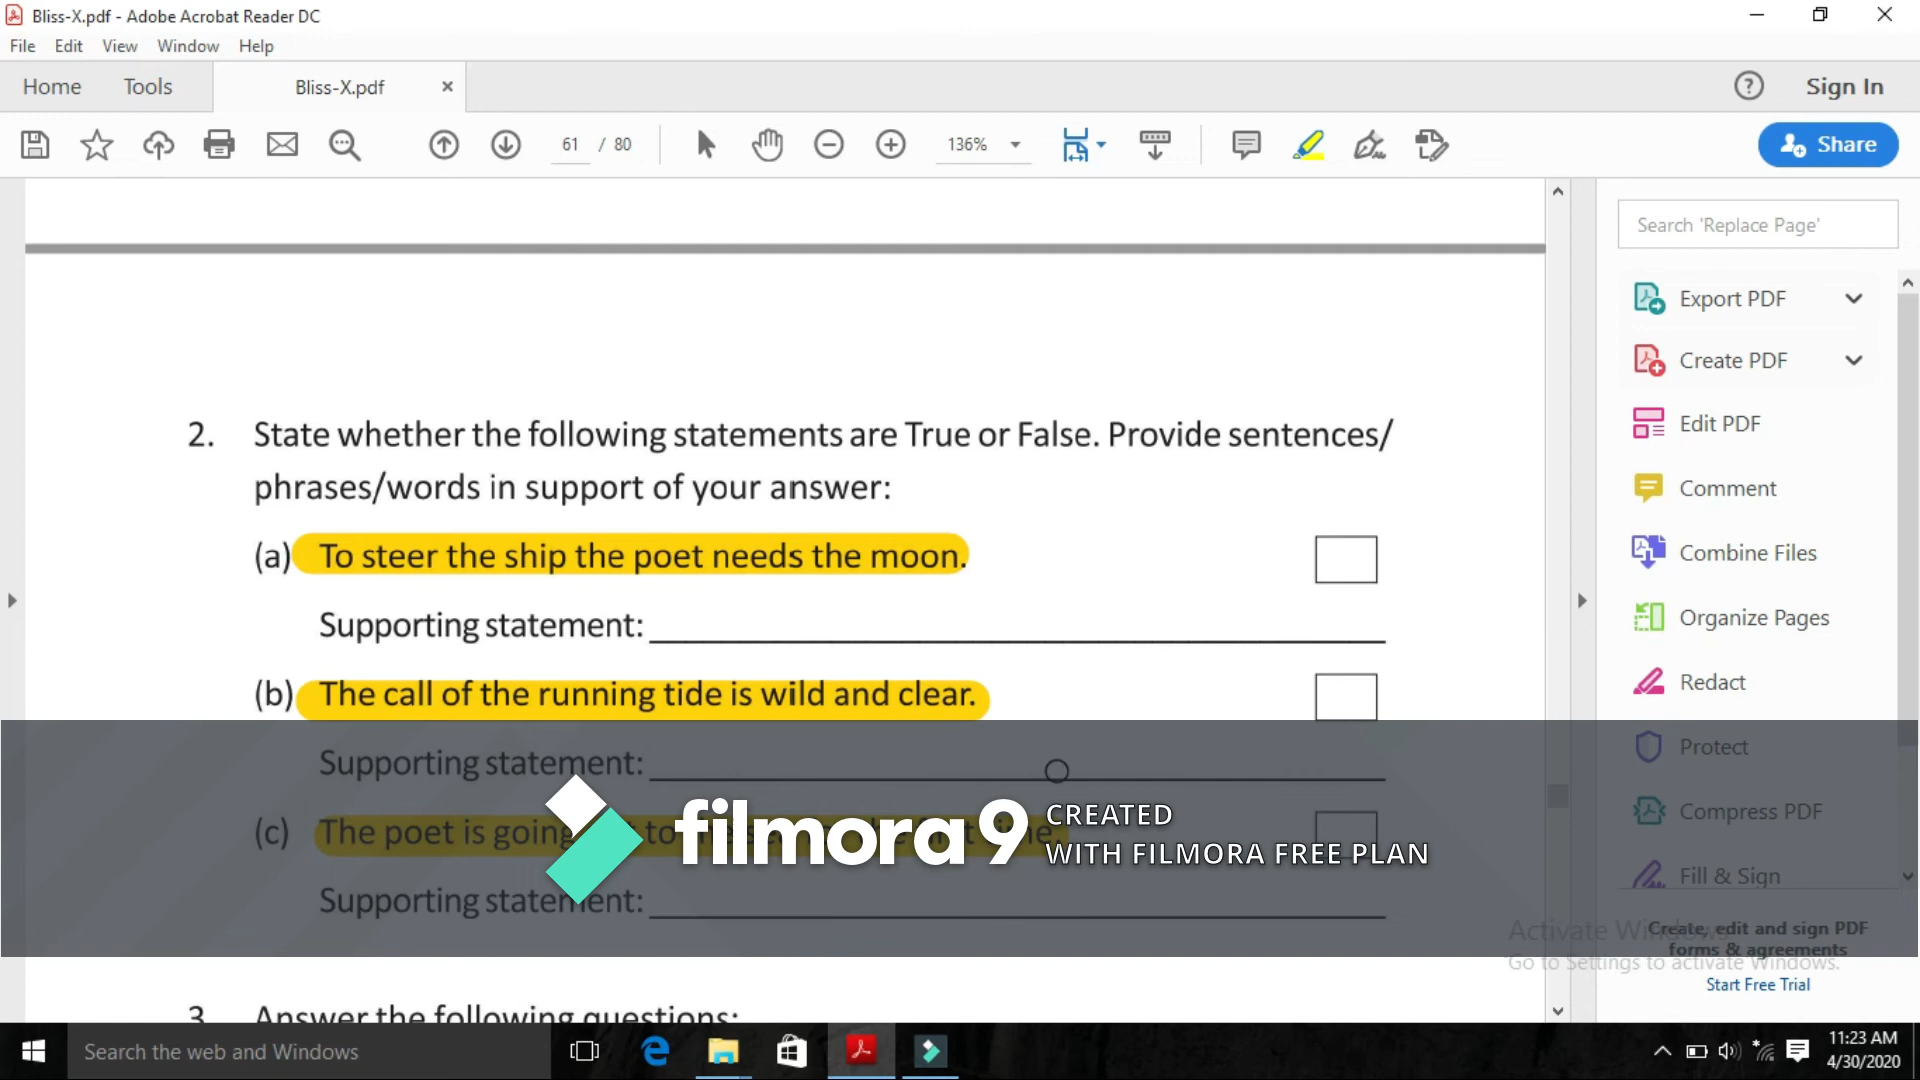 Bliss-X.pdf - Adobe Acrobat Reader DC
File Edit View Window Help
Home Tools Bliss-X.pdf Sign In
61 / 80 136% Share
Search 'Replace Page'
Export PDF
Create PDF
Edit PDF
Comment
Combine Files
Organize Pages
Redact
Protect
Compress PDF
Fill & Sign
Create, edit and sign PDF
forms & agreements
Start Free Trial
2. State whether the following statements are True or False. Provide sentences/
phrases/words in support of your answer:
(a) To steer the ship the poet needs the moon.
Supporting statement:
(b) The call of the running tide is wild and clear.
Supporting statement:
(c) The poet is going to
Supporting statement:
3. Answer the following questions:
filmora9
CREATED
WITH FILMORA FREE PLAN
Activate Windows
Go to Settings to activate Windows.
Search the web and Windows
11:23 AM
4/30/2020